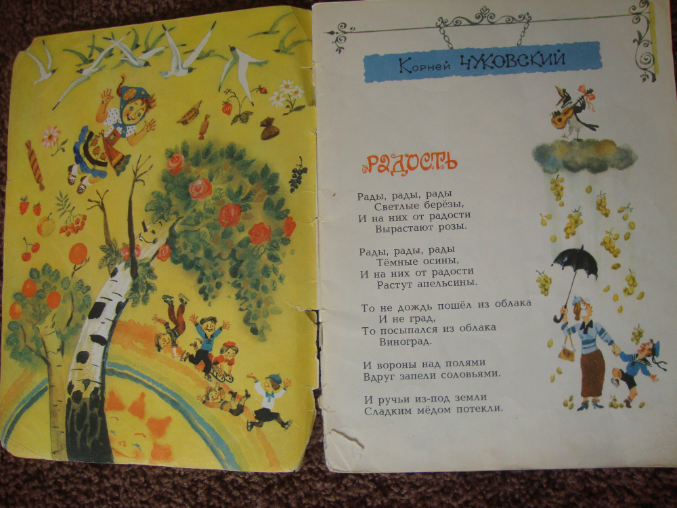 Корней ЧУКОВСКИЙ
РАДОСТЬ
Рады, рады, рады
Светлые берёзы,
И на них от радости
Вырастают розы.
Рады, рады, рады
Тёмные осины,
И на них от радости
Растут апельсины.
То не дождь пошёл из облака
И не град,
То посыпался из облака
Виноград.
И вороны над полями
Вдруг запели соловьями.
И ручьи из-под земли
Сладким мёдом потекли.